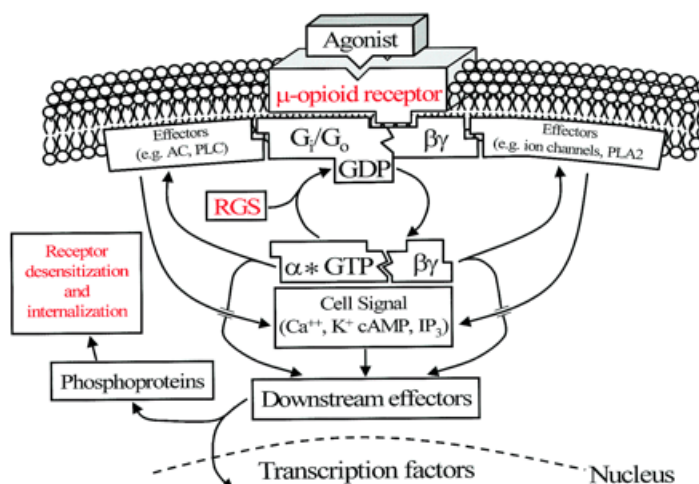 Agonist
μ-opioid receptor
Effectors
(e.g. AC, PLC)
Gi/Go
βγ
Effectors
(e.g. ion channels, PLA2
GDP
RGS
α* GTP
βγ
Receptor
desensitization
and
internalization
Cell Signal
(Ca++, K+ cAMP, IP3)
Phosphoproteins
Downstream effectors
Transcription factors
Nucleus